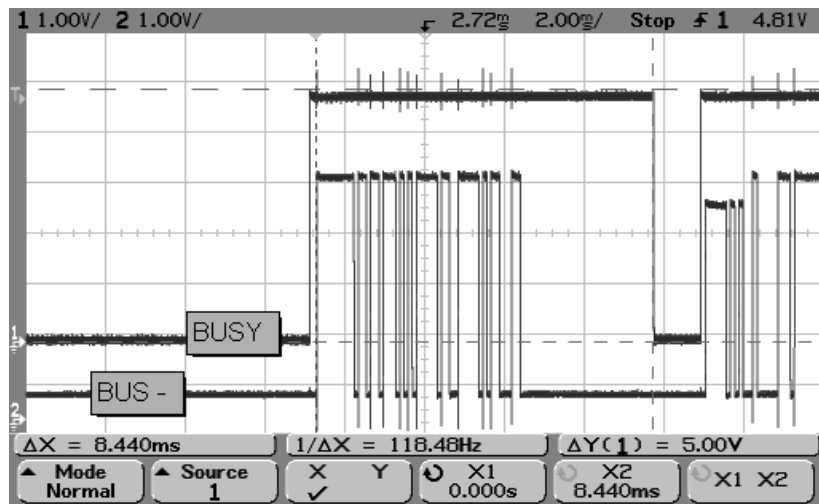 1 1.00V/ 2 1.00V/ 2.72ms 2.00ms/ Stop 1 4.81V
T
1
BUSY
BUS -
2
ΔX = 8.440ms 1/ΔX = 118.48Hz ΔY(1) = 5.00V
Mode Source X Y X1 X2 X1 X2
Normal 1 ✓ 0.000s 8.440ms